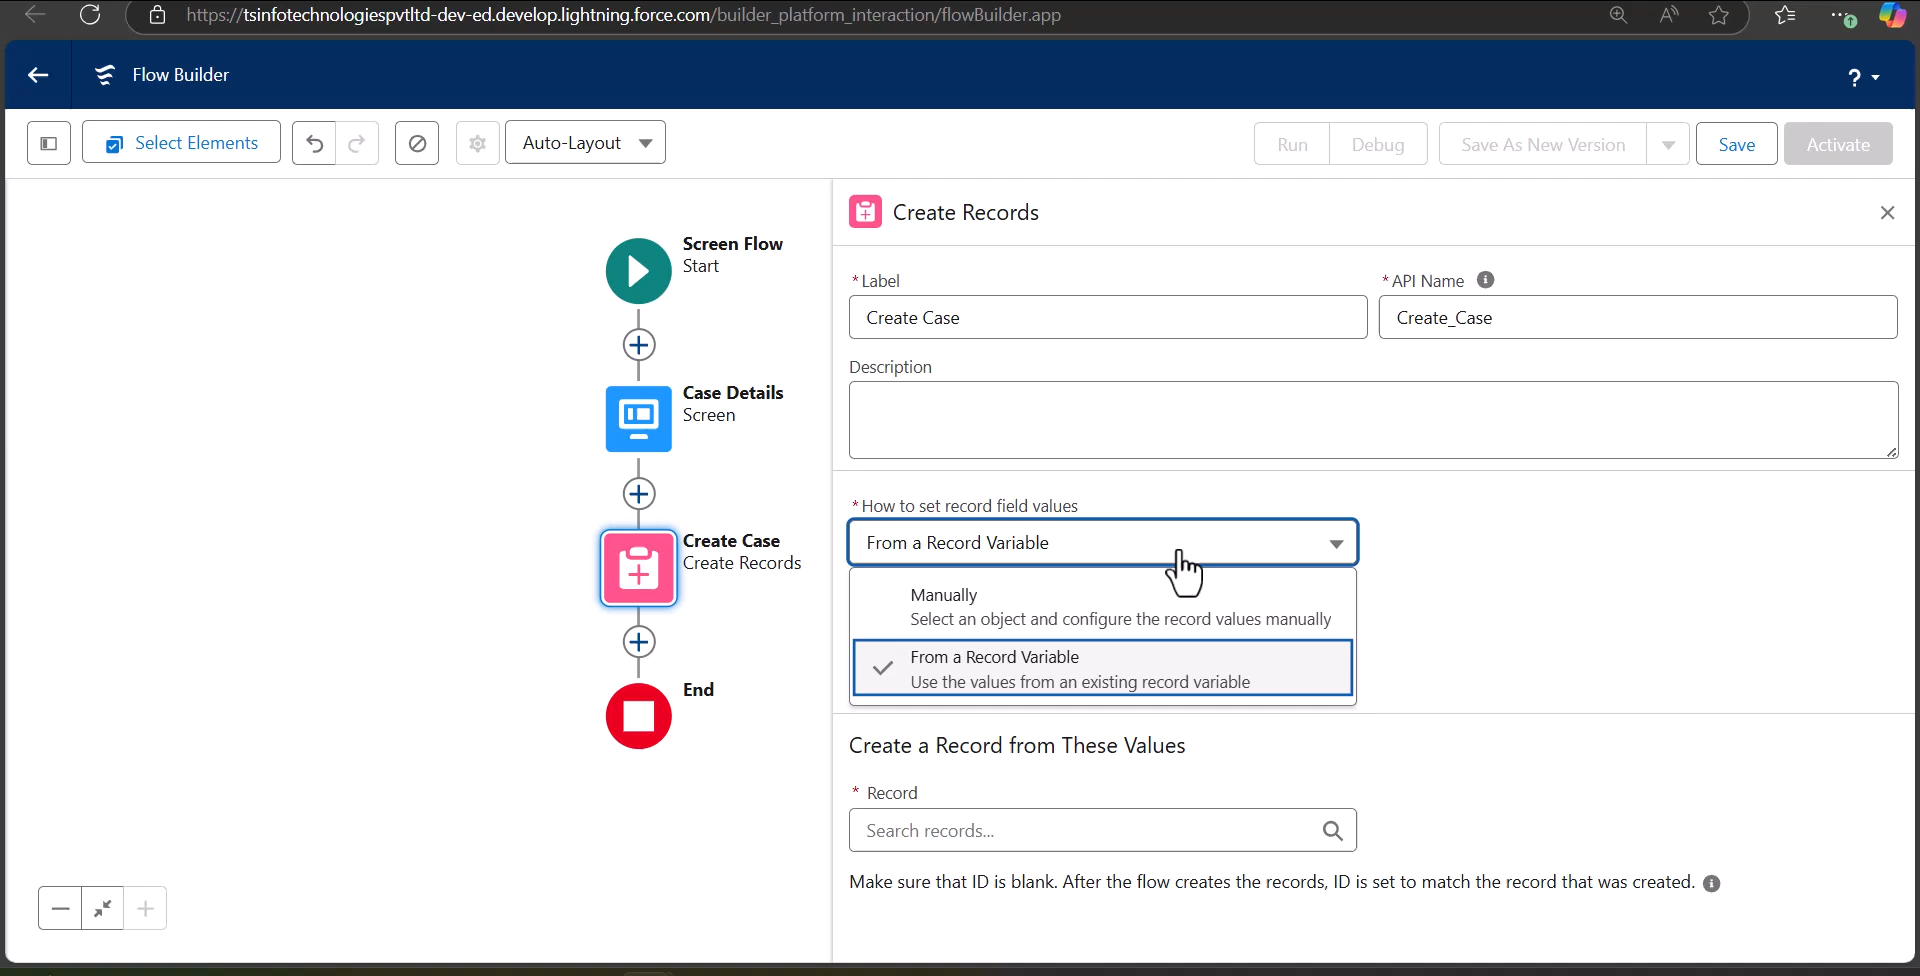 https://tsinfotechnologiespvtltd-dev-ed.develop.lightning.force.com/builder_platform_interaction/flowBuilder.app
Flow Builder
?
Select Elements
Auto-Layout
Run
Debug
Save As New Version
Save
Activate
Screen Flow
Start
Case Details
Screen
Create Case
Create Records
End
Create Records
* Label
* API Name
Create Case
Create_Case
Description
* How to set record field values
From a Record Variable
Manually
Select an object and configure the record values manually
From a Record Variable
Use the values from an existing record variable
Create a Record from These Values
* Record
Search records...
Make sure that ID is blank. After the flow creates the records, ID is set to match the record that was created.